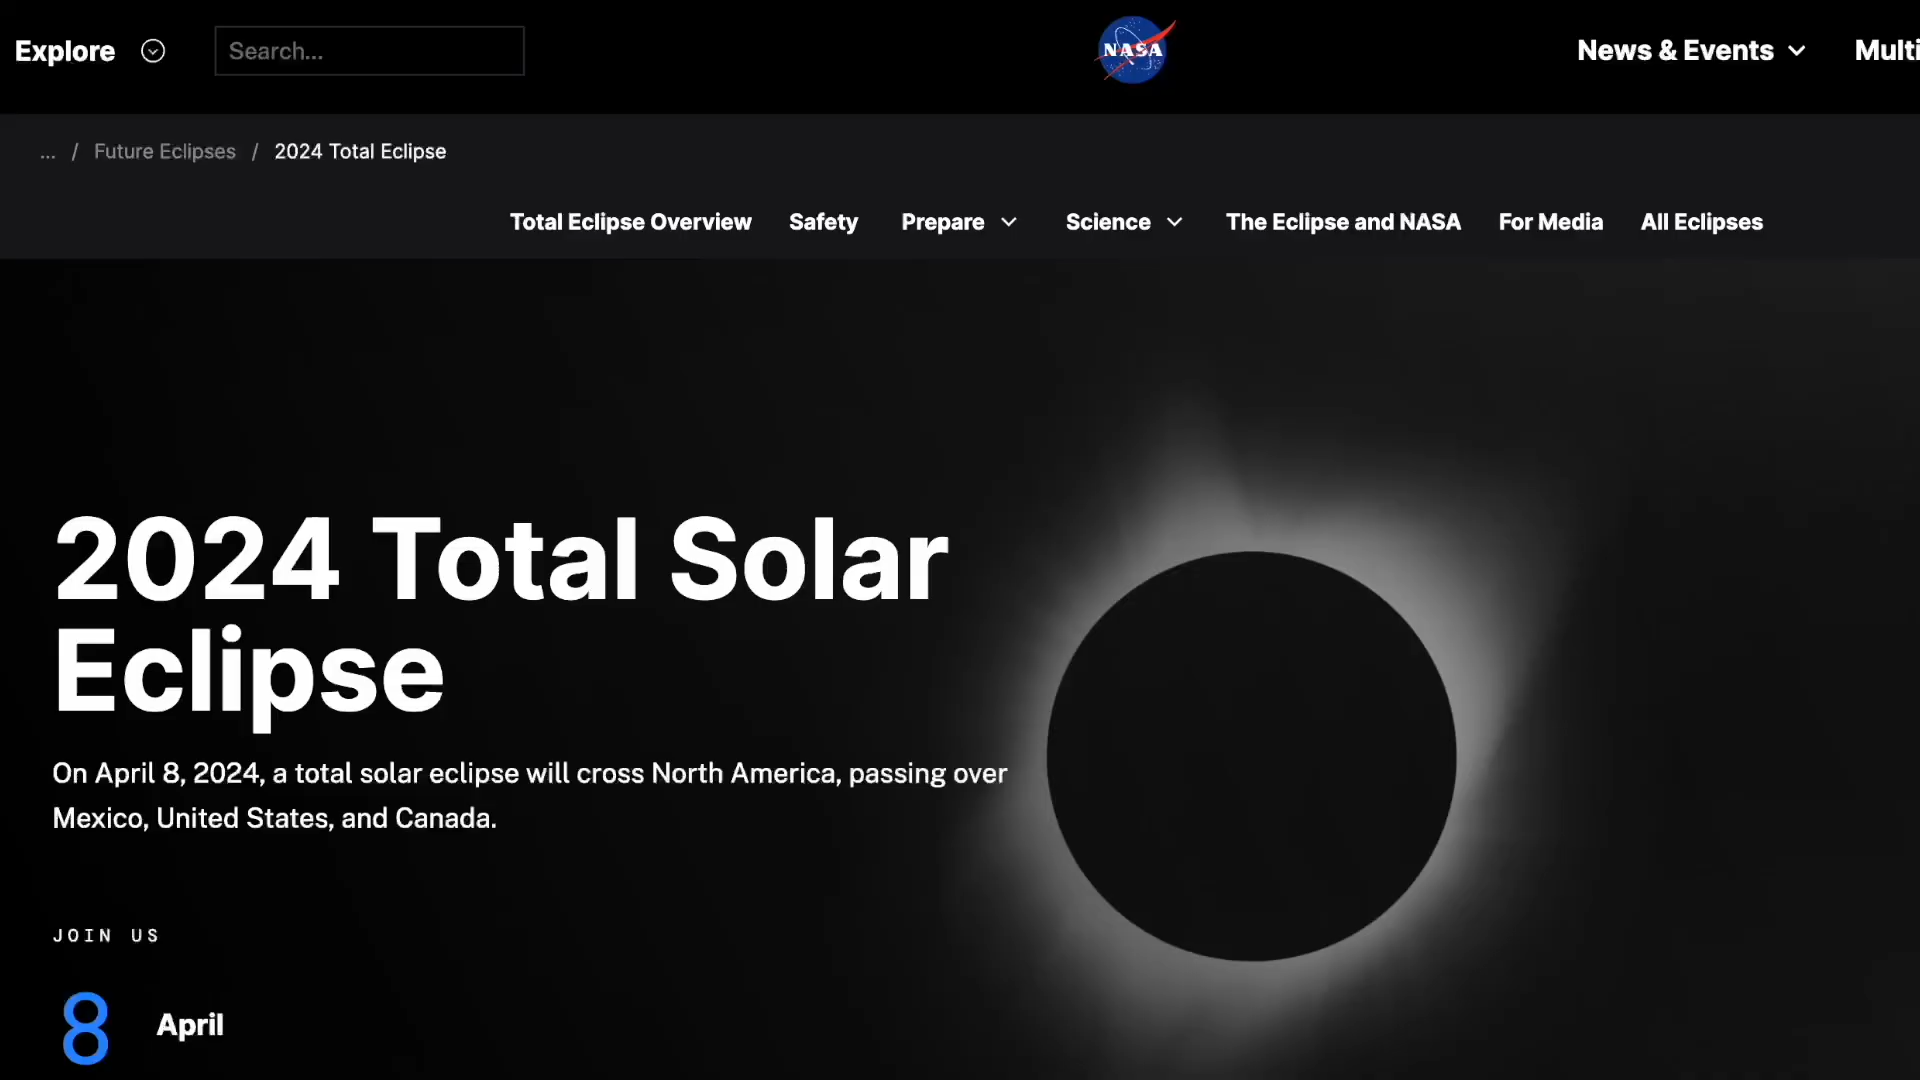 Explore
Search...
NASA
News & Events
Multi
... / Future Eclipses / 2024 Total Eclipse
Total Eclipse Overview
Safety
Prepare
Science
The Eclipse and NASA
For Media
All Eclipses
2024 Total Solar
Eclipse
On April 8, 2024, a total solar eclipse will cross North America, passing over
Mexico, United States, and Canada.
JOIN US
8 April